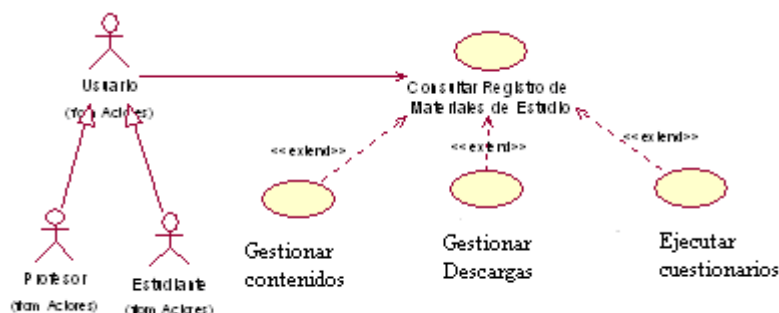 Usuario
(from Actores)
Consultar Registro de
Materiales de Estudio
<<extend>>
<<extend>>
<<extend>>
Gestionar
contenidos
Gestionar
Descargas
Ejecutar
cuestionarios
Profesor
(from Actores)
Estudiante
(from Actores)